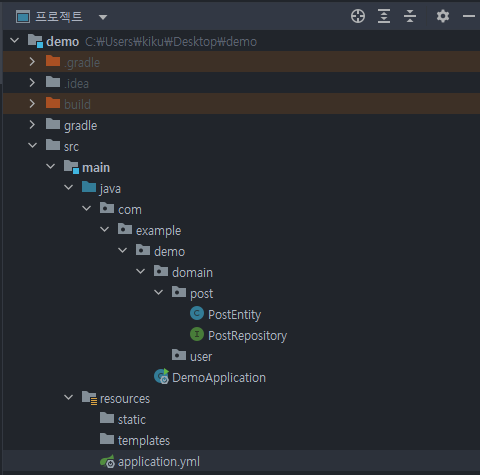 프로젝트
demo C:₩Users₩kiku₩Desktop₩demo
.gradle
.idea
build
gradle
src
main
java
com
example
demo
domain
post
C PostEntity
I PostRepository
user
C DemoApplication
resources
static
templates
application.yml